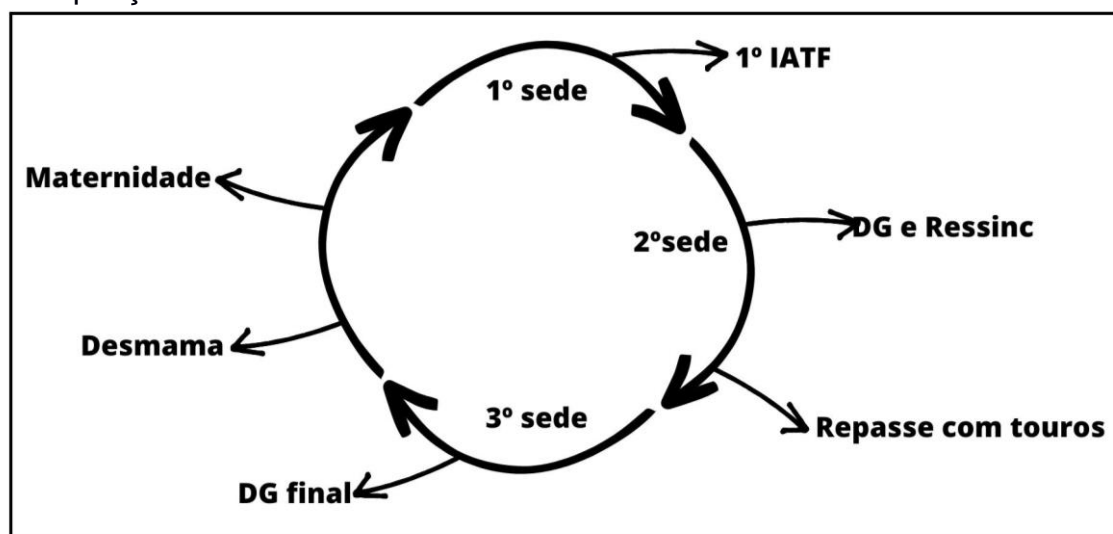 1º sede
1º IATF
Maternidade
2ºsede
DG e Ressinc
Desmama
3º sede
Repasse com touros
DG final